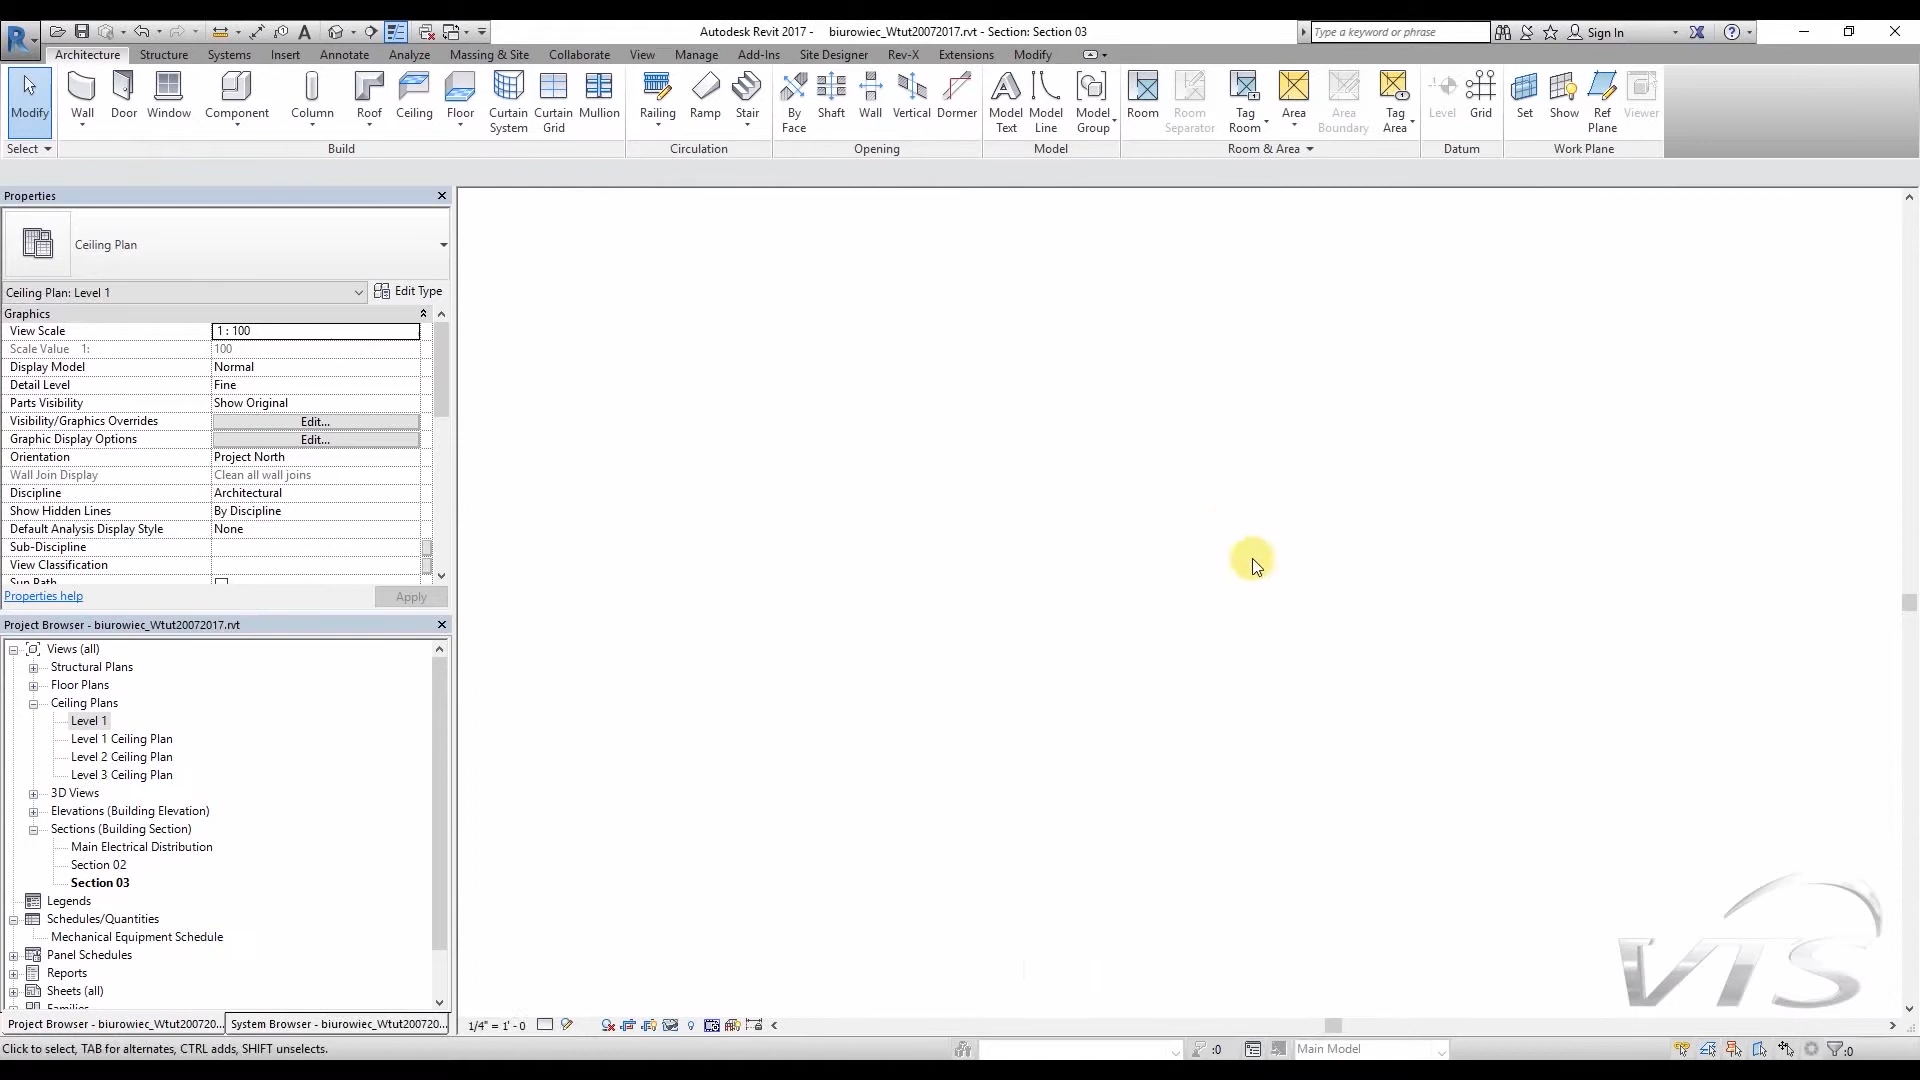 Autodesk Revit 2017 - biurowiec_Wtut20072017.rvt - Section: Section 03
Type a keyword or phrase
Sign In
Architecture Structure Systems Insert Annotate Analyze Massing & Site Collaborate View Manage Add-Ins Site Designer Rev-X Extensions Modify
Modify Wall Door Window Component Column Roof Ceiling Floor Curtain System Curtain Grid Mullion Railing Ramp Stair By Face Shaft Wall Vertical Dormer Model Text Model Line Model Group Room Room Separator Tag Room Area Area Boundary Tag Area Level Grid Set Show Ref Plane Viewer
Select Build Circulation Opening Model Room & Area Datum Work Plane
Properties
Ceiling Plan
Ceiling Plan: Level 1 Edit Type
Graphics
View Scale 1 : 100
Scale Value 1: 100
Display Model Normal
Detail Level Fine
Parts Visibility Show Original
Visibility/Graphics Overrides Edit...
Graphic Display Options Edit...
Orientation Project North
Wall Join Display Clean all wall joins
Discipline Architectural
Show Hidden Lines By Discipline
Default Analysis Display Style None
Sub-Discipline
View Classification
Sun Path
Properties help Apply
Project Browser - biurowiec_Wtut20072017.rvt
Views (all)
Structural Plans
Floor Plans
Ceiling Plans
Level 1
Level 1 Ceiling Plan
Level 2 Ceiling Plan
Level 3 Ceiling Plan
3D Views
Elevations (Building Elevation)
Sections (Building Section)
Main Electrical Distribution
Section 02
Section 03
Legends
Schedules/Quantities
Mechanical Equipment Schedule
Panel Schedules
Reports
Sheets (all)
Families
Project Browser - biurowiec_Wtut200720... System Browser - biurowiec_Wtut200720...
1/4" = 1' - 0
Click to select, TAB for alternates, CTRL adds, SHIFT unselects.
:0
Main Model
:0
VTS